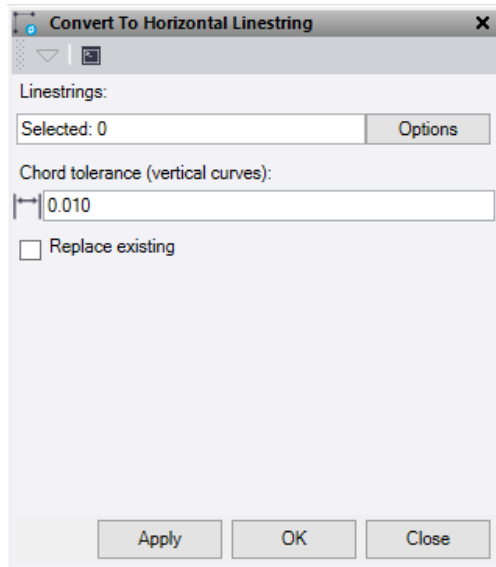 Convert To Horizontal Linestring
Linestrings:
Selected: 0 Options
Chord tolerance (vertical curves):
0.010
Replace existing
Apply OK Close